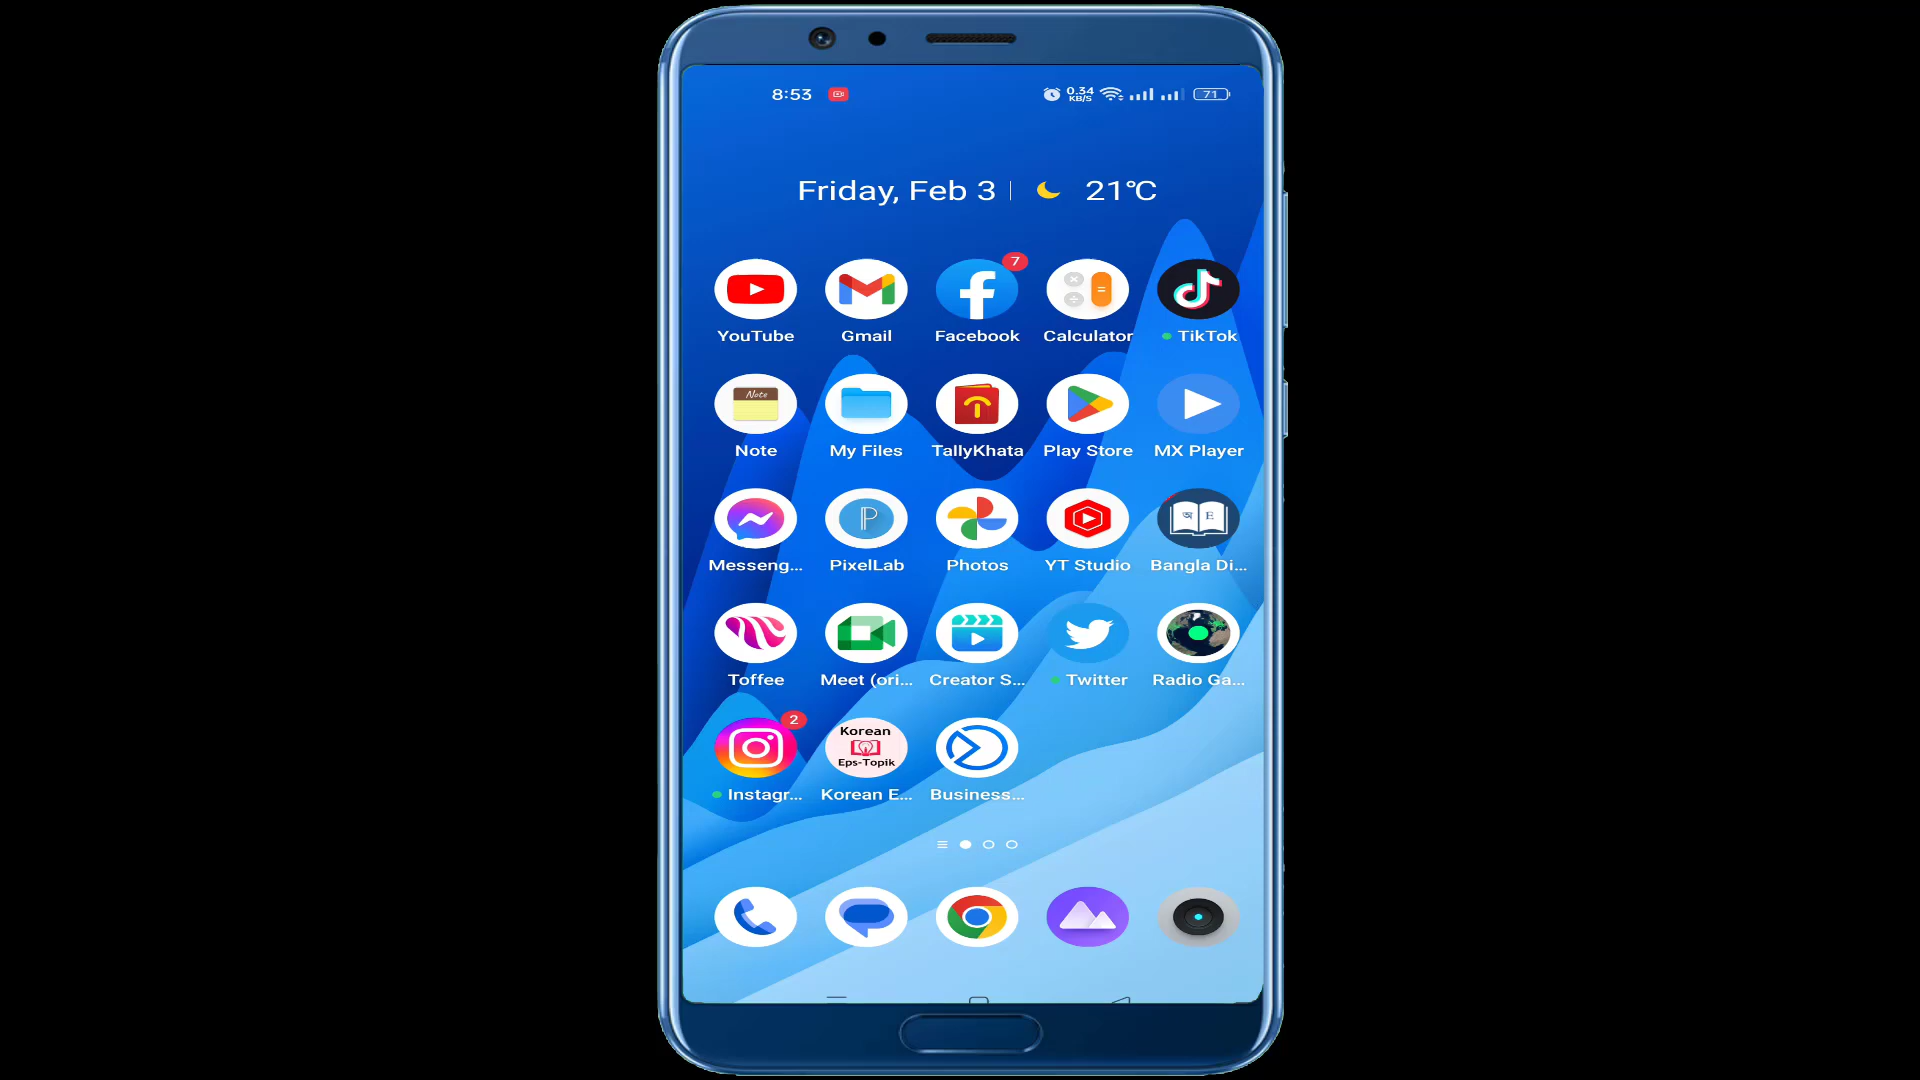 8:53 0.34 KB/S 71
Friday, Feb 3 21°C
7
YouTube Gmail Facebook Calculator TikTok
Note
Note My Files TallyKhata Play Store MX Player
P অ E
Messeng... PixelLab Photos YT Studio Bangla Di...
Toffee Meet (ori... Creator S... Twitter Radio Ga...
2
Korean
Eps-Topik
Instagr... Korean E... Business...